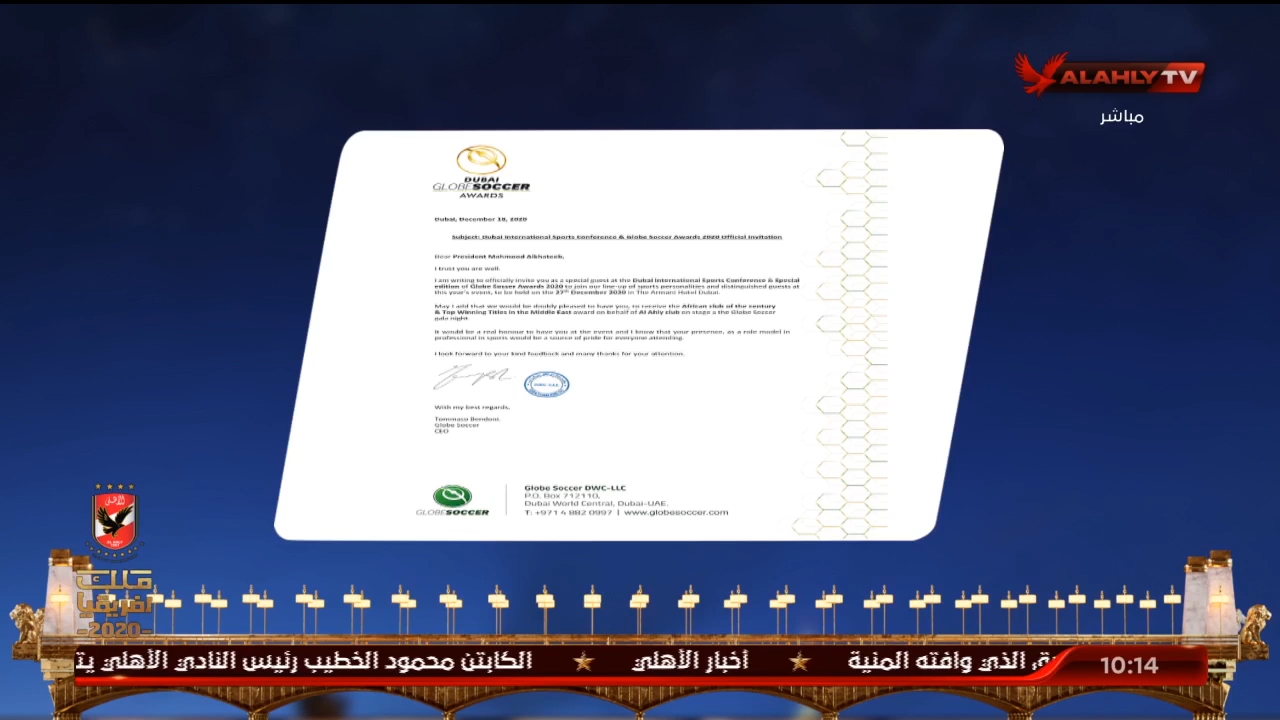 ALAHLY TV
مباشر
DUBAI
GLOBESOCCER
AWARDS
Dubai, December 18, 2020
Subject: Dubai International Sports Conference & Globe Soccer Awards 2020 Official Invitation
Dear President Mahmood Alkhateek,
I trust you are well.
I am writing to officially invite you as a special guest at the Dubai International Sports Conference & Special
edition of Globe Soccer Awards 2020 to join our line-up of sports personalities and distinguished guests at
this year's event, to be held on the 27th December 2020 in The Armani Hotel Dubai.
May I add that we would be doubly pleased to have you, to receive the African club of the century
& Top Winning Titles in the Middle East award on behalf of Al Ahly club on stage a the Globe Soccer
gala night.
It would be a real honour to have you at the event and I know that your presence, as a role model in
professional in sports would be a source of pride for everyone attending.
I look forward to your kind feedback and many thanks for your attention.
With my best regards,
Tommaso Bendoni,
Globe Soccer
CEO
GLOBESOCCER
Globe Soccer DWC-LLC
P.O. Box 712110,
Dubai World Central, Dubai-UAE.
T: +971 4 882 0997 | www.globesoccer.com
ملك
أفريقيا
-2020-
ق الذي وافته المنية ★ أخبار الأهلي ★ الكابتن محمود الخطيب رئيس النادي الأهلي يت
10:14